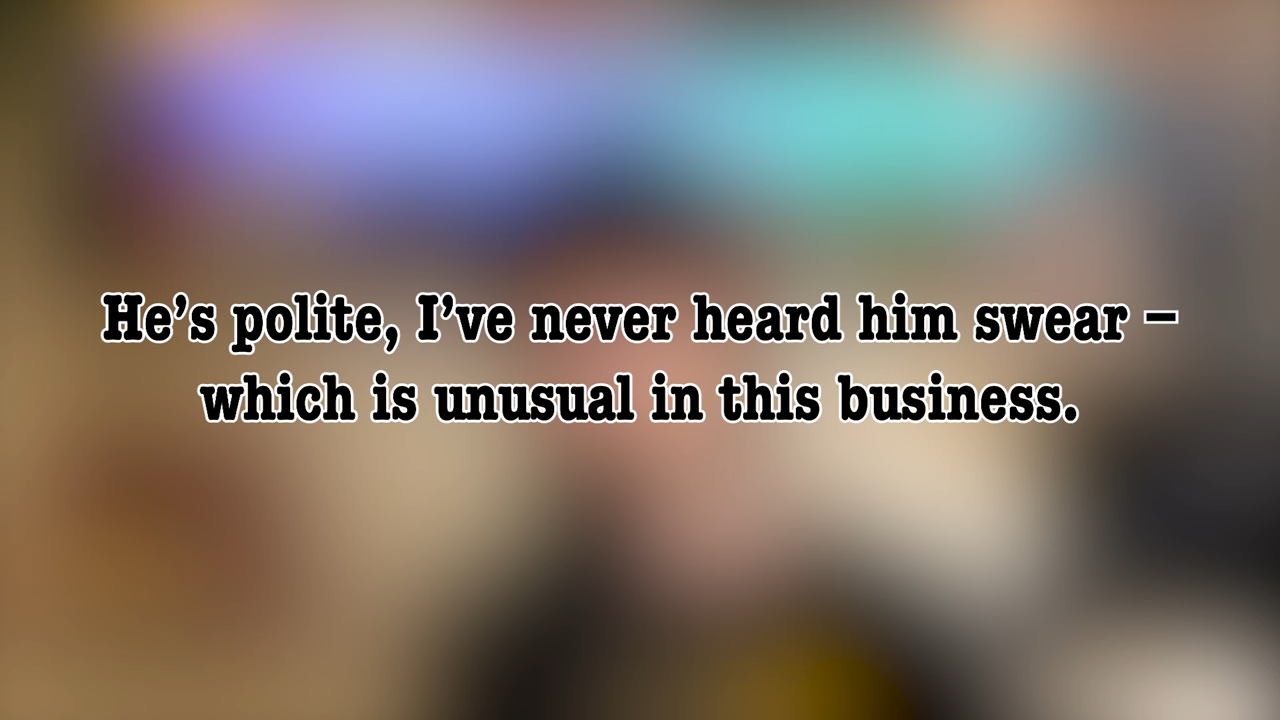 He’s polite, I’ve never heard him swear –
which is unusual in this business.